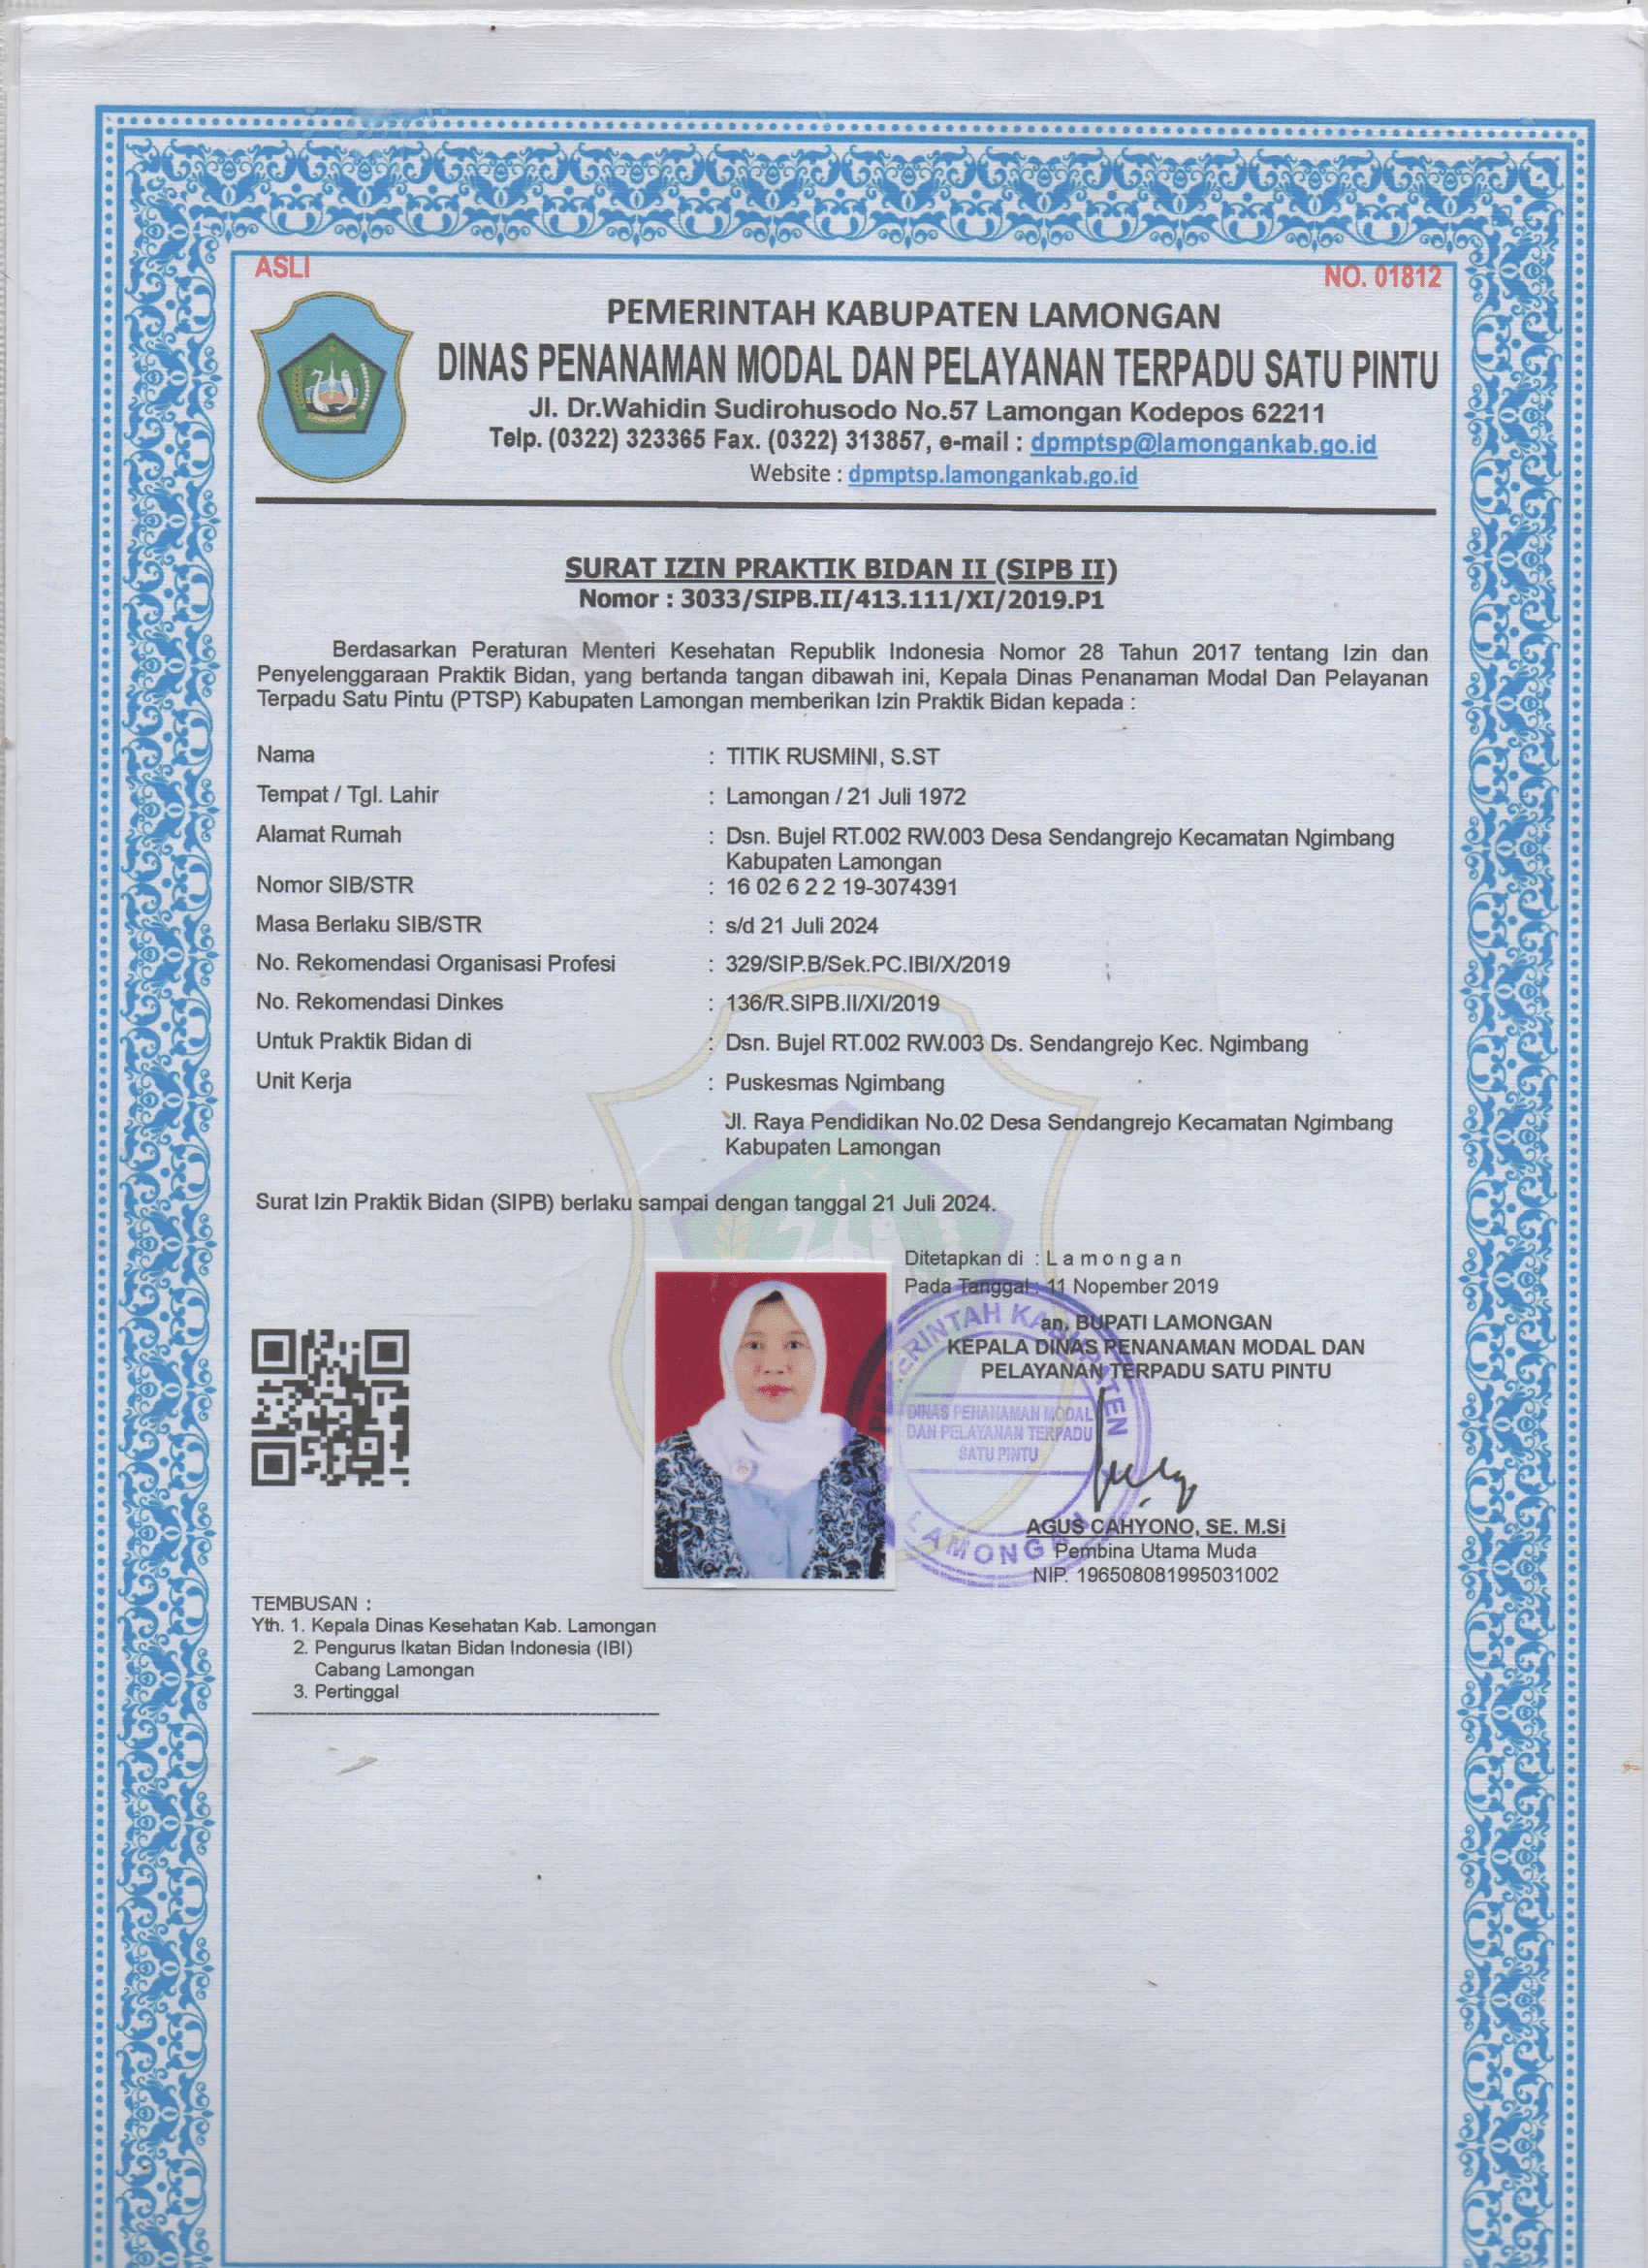 ASLI
NO. 01812
PEMERINTAH KABUPATEN LAMONGAN
DINAS PENANAMAN MODAL DAN PELAYANAN TERPADU SATU PINTU
Jl. Dr.Wahidin Sudirohusodo No.57 Lamongan Kodepos 62211
Telp. (0322) 323365 Fax. (0322) 313857, e-mail : dpmptsp@lamongankab.go.id
Website : dpmptsp.lamongankab.go.id
SURAT IZIN PRAKTIK BIDAN II (SIPB II)
Nomor : 3033/SIPB.II/413.111/XI/2019.P1
Berdasarkan Peraturan Menteri Kesehatan Republik Indonesia Nomor 28 Tahun 2017 tentang Izin dan
Penyelenggaraan Praktik Bidan, yang bertanda tangan dibawah ini, Kepala Dinas Penanaman Modal Dan Pelayanan
Terpadu Satu Pintu (PTSP) Kabupaten Lamongan memberikan Izin Praktik Bidan kepada :
Nama : TITIK RUSMINI, S.ST
Tempat / Tgl. Lahir : Lamongan / 21 Juli 1972
Alamat Rumah : Dsn. Bujel RT.002 RW.003 Desa Sendangrejo Kecamatan Ngimbang
Kabupaten Lamongan
Nomor SIB/STR : 16 02 6 2 2 19-3074391
Masa Berlaku SIB/STR : s/d 21 Juli 2024
No. Rekomendasi Organisasi Profesi : 329/SIP.B/Sek.PC.IBI/X/2019
No. Rekomendasi Dinkes : 136/R.SIPB.II/XI/2019
Untuk Praktik Bidan di : Dsn. Bujel RT.002 RW.003 Ds. Sendangrejo Kec. Ngimbang
Unit Kerja : Puskesmas Ngimbang
Jl. Raya Pendidikan No.02 Desa Sendangrejo Kecamatan Ngimbang
Kabupaten Lamongan
Surat Izin Praktik Bidan (SIPB) berlaku sampai dengan tanggal 21 Juli 2024.
Ditetapkan di : L a m o n g a n
Pada Tanggal : 11 Nopember 2019
an. BUPATI LAMONGAN
KEPALA DINAS PENANAMAN MODAL DAN
PELAYANAN TERPADU SATU PINTU
PEMERINTAH KABUPATEN
DINAS PENANAMAN MODAL
DAN PELAYANAN TERPADU
SATU PINTU
LAMONGAN
AGUS CAHYONO, SE. M.Si
Pembina Utama Muda
NIP. 196508081995031002
TEMBUSAN :
Yth. 1. Kepala Dinas Kesehatan Kab. Lamongan
2. Pengurus Ikatan Bidan Indonesia (IBI)
Cabang Lamongan
3. Pertinggal